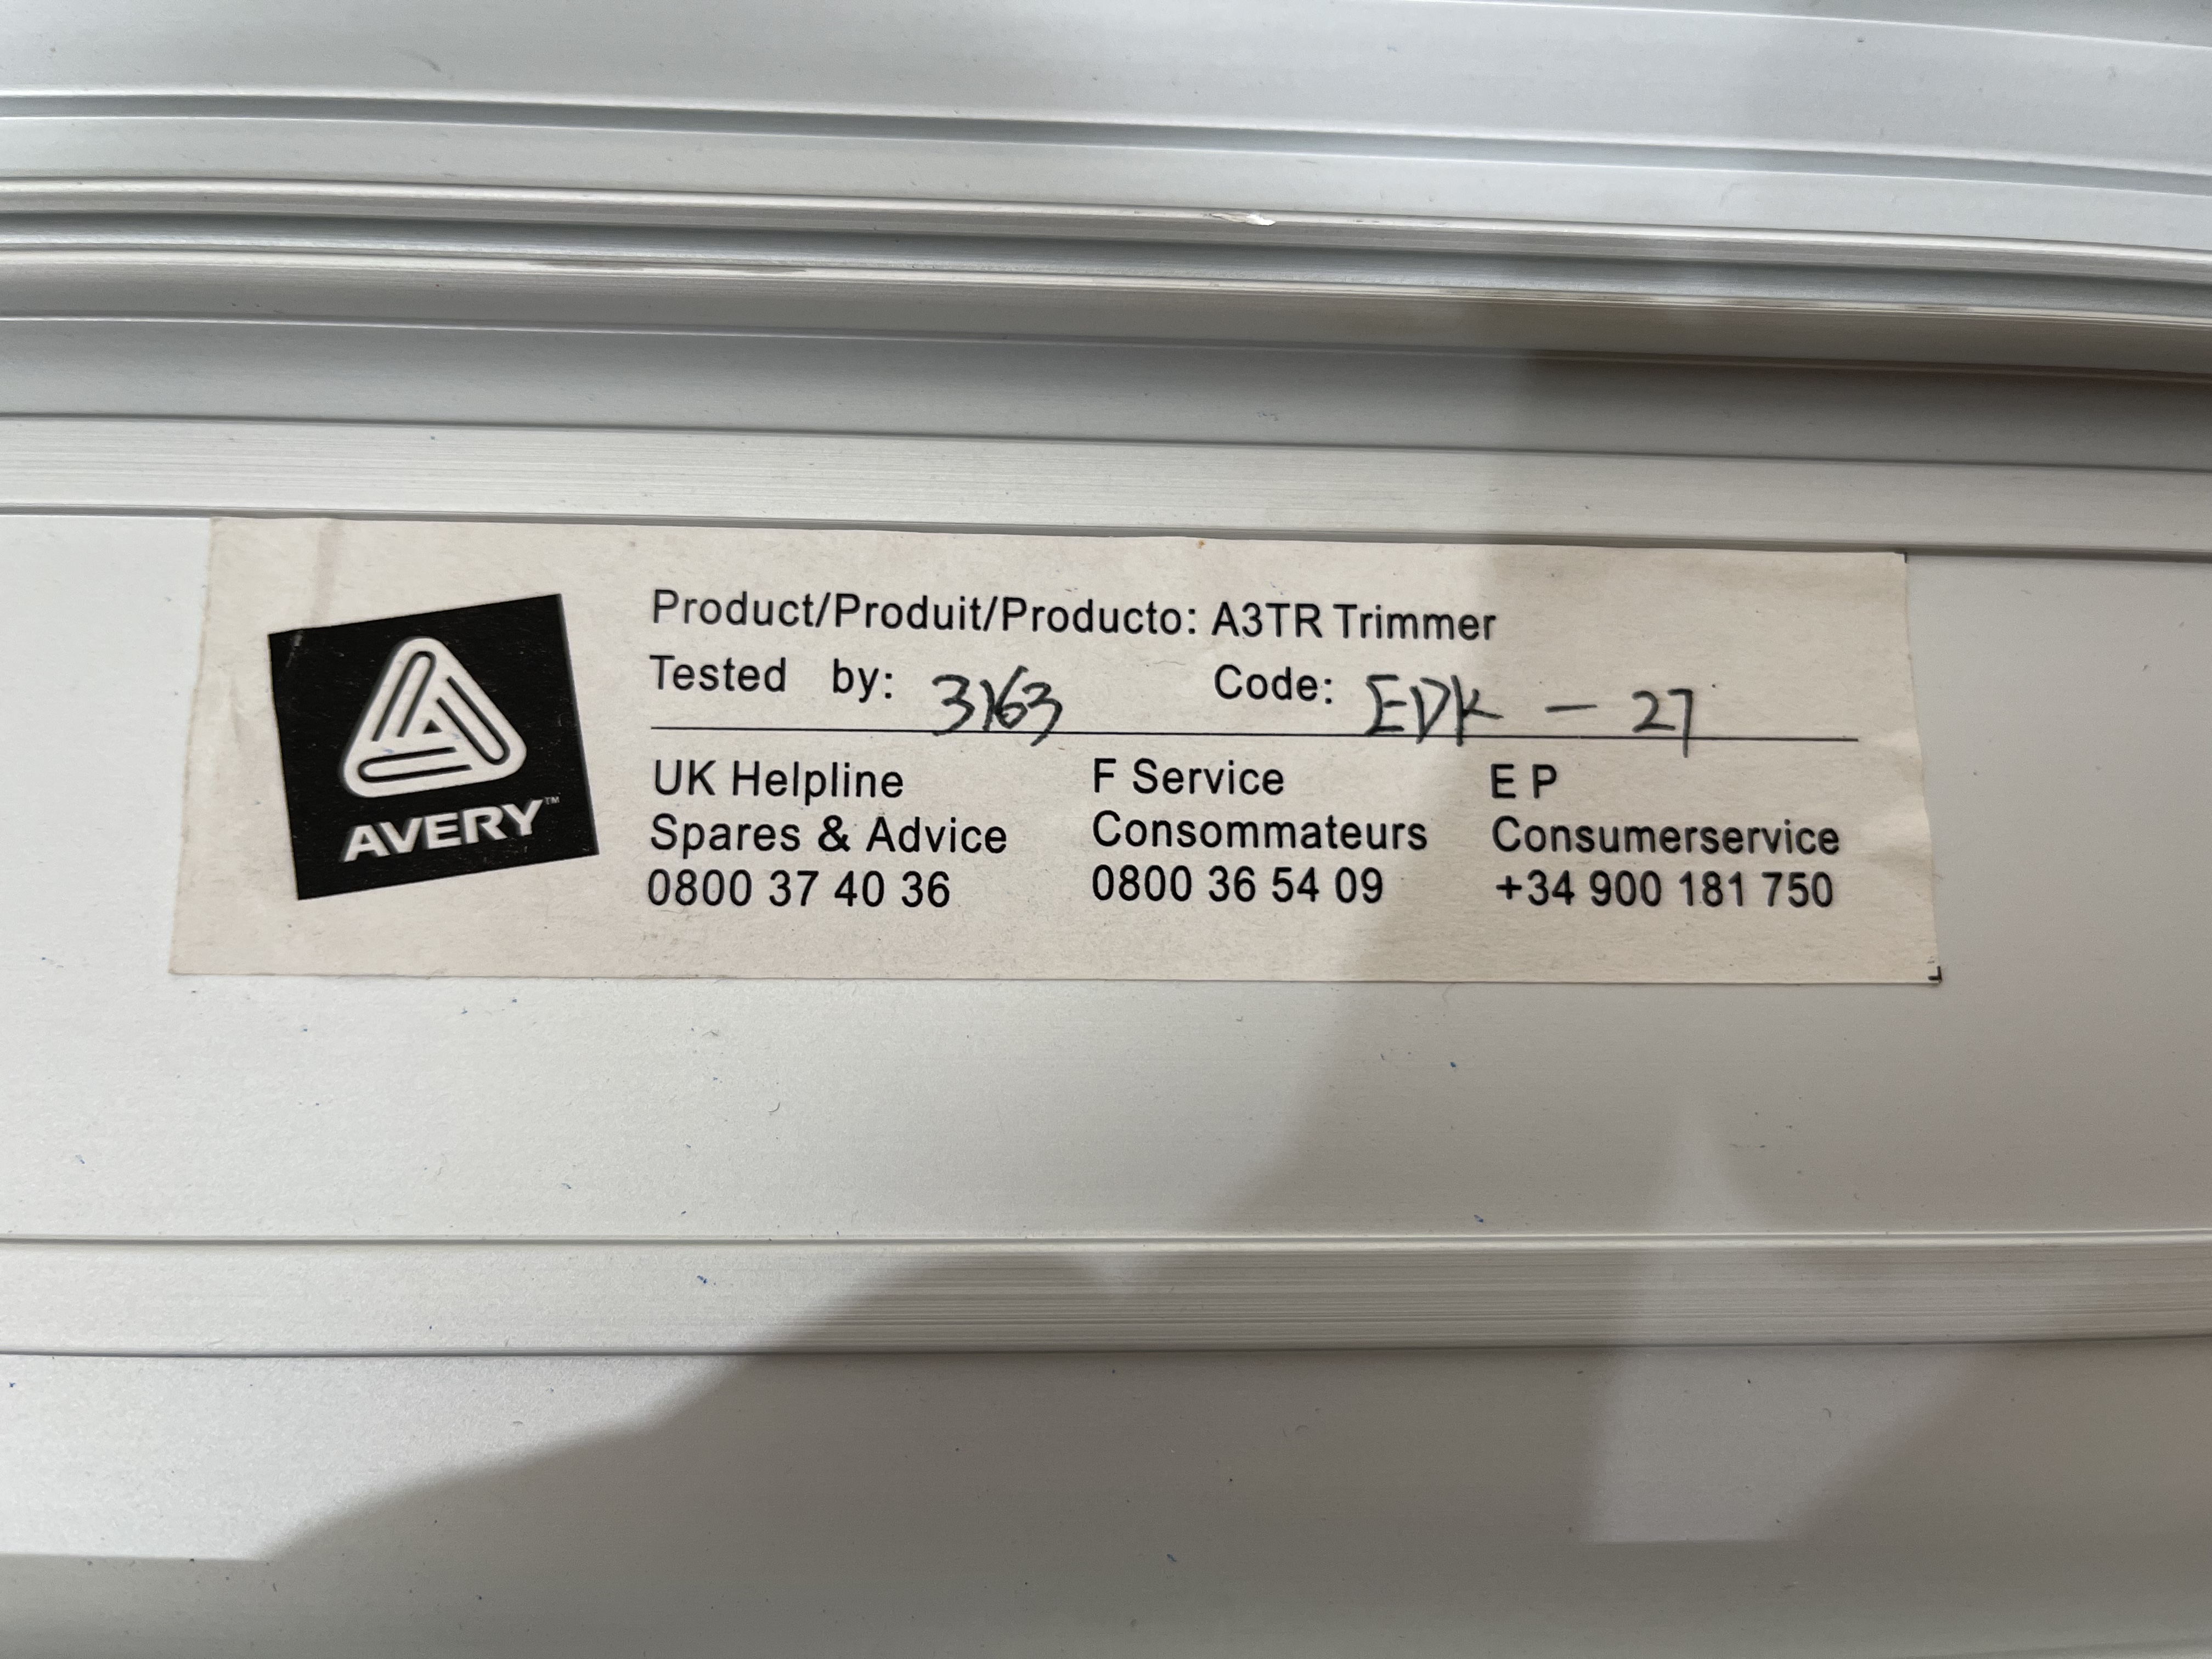 AVERY™
Product/Produit/Producto: A3TR Trimmer
Tested by: 3163 Code: EDK - 27
UK Helpline
Spares & Advice
0800 37 40 36
F Service
Consommateurs
0800 36 54 09
E P
Consumerservice
+34 900 181 750